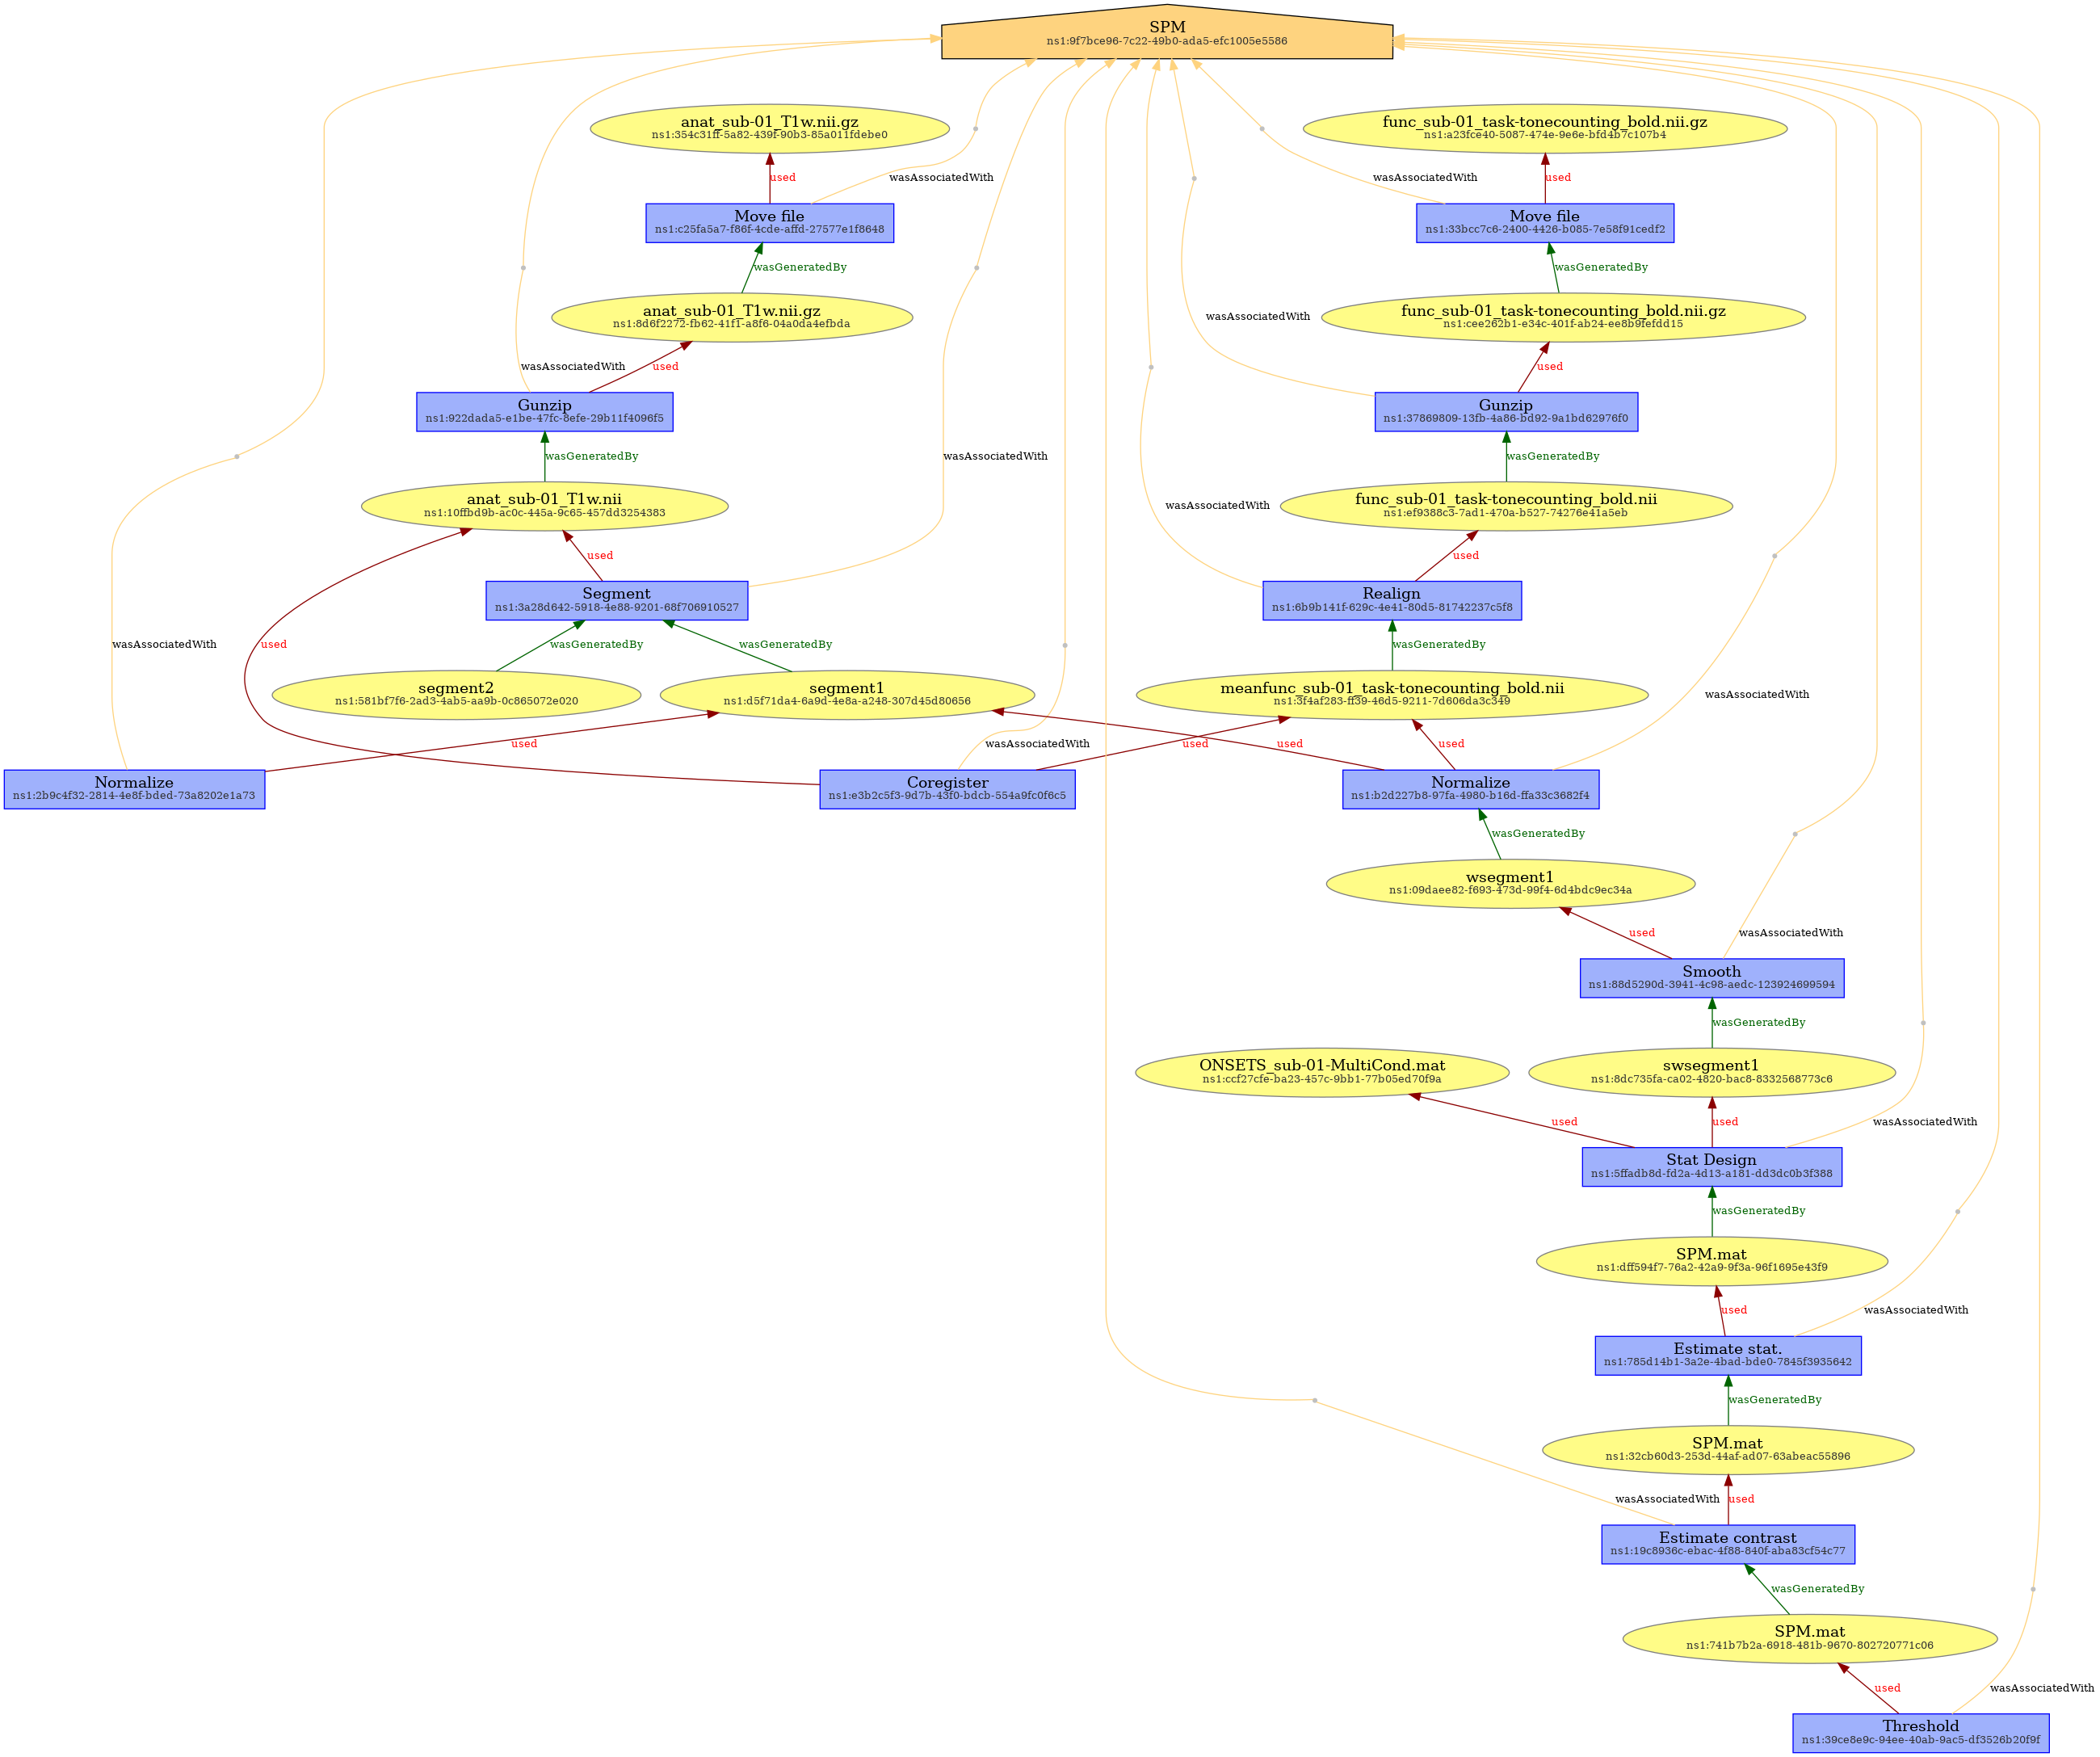 SPM
ns1:9f7bce96-7c22-49b0-ada5-efc1005e5586
anat_sub-01_T1w.nii.gz
ns1:354c31ff-5a82-439f-90b3-85a011fdebe0
func_sub-01_task-tonecounting_bold.nii.gz
ns1:a23fce40-5087-474e-9e6e-bfd4b7c107b4
used
wasAssociatedWith
wasAssociatedWith
used
Move file
ns1:c25fa5a7-f86f-4cde-affd-27577e1f8648
Move file
ns1:33bcc7c6-2400-4426-b085-7e58f91cedf2
wasGeneratedBy
wasGeneratedBy
anat_sub-01_T1w.nii.gz
ns1:8d6f2272-fb62-41f1-a8f6-04a0da4efbda
wasAssociatedWith
func_sub-01_task-tonecounting_bold.nii.gz
ns1:cee262b1-e34c-401f-ab24-ee8b9fefdd15
wasAssociatedWith
used
used
Gunzip
ns1:922dada5-e1be-47fc-8efe-29b11f4096f5
Gunzip
ns1:37869809-13fb-4a86-bd92-9a1bd62976f0
wasGeneratedBy
wasAssociatedWith
wasGeneratedBy
anat_sub-01_T1w.nii
ns1:10ffbd9b-ac0c-445a-9c65-457dd3254383
wasAssociatedWith
func_sub-01_task-tonecounting_bold.nii
ns1:ef9388c3-7ad1-470a-b527-74276e41a5eb
used
used
Segment
ns1:3a28d642-5918-4e88-9201-68f706910527
Realign
ns1:6b9b141f-629c-4e41-80d5-81742237c5f8
wasAssociatedWith
used
wasGeneratedBy
wasGeneratedBy
wasGeneratedBy
segment2
ns1:581bf7f6-2ad3-4ab5-aa9b-0c865072e020
segment1
ns1:d5f71da4-6a9d-4e8a-a248-307d45d80656
meanfunc_sub-01_task-tonecounting_bold.nii
ns1:3f4af283-ff39-46d5-9211-7d606da3c349
wasAssociatedWith
used
wasAssociatedWith
used
used
used
Normalize
ns1:2b9c4f32-2814-4e8f-bded-73a8202e1a73
Coregister
ns1:e3b2c5f3-9d7b-43f0-bdcb-554a9fc0f6c5
Normalize
ns1:b2d227b8-97fa-4980-b16d-ffa33c3682f4
wasGeneratedBy
wsegment1
ns1:09daee82-f693-473d-99f4-6d4bdc9ec34a
used
wasAssociatedWith
Smooth
ns1:88d5290d-3941-4c98-aedc-123924699594
wasGeneratedBy
ONSETS_sub-01-MultiCond.mat
ns1:ccf27cfe-ba23-457c-9bb1-77b05ed70f9a
swsegment1
ns1:8dc735fa-ca02-4820-bac8-8332568773c6
used
used
wasAssociatedWith
Stat Design
ns1:5ffadb8d-fd2a-4d13-a181-dd3dc0b3f388
wasGeneratedBy
SPM.mat
ns1:dff594f7-76a2-42a9-9f3a-96f1695e43f9
used
wasAssociatedWith
Estimate stat.
ns1:785d14b1-3a2e-4bad-bde0-7845f3935642
wasGeneratedBy
SPM.mat
ns1:32cb60d3-253d-44af-ad07-63abeac55896
wasAssociatedWith
used
Estimate contrast
ns1:19c8936c-ebac-4f88-840f-aba83cf54c77
wasGeneratedBy
SPM.mat
ns1:741b7b2a-6918-481b-9670-802720771c06
used
wasAssociatedWith
Threshold
ns1:39ce8e9c-94ee-40ab-9ac5-df3526b20f9f